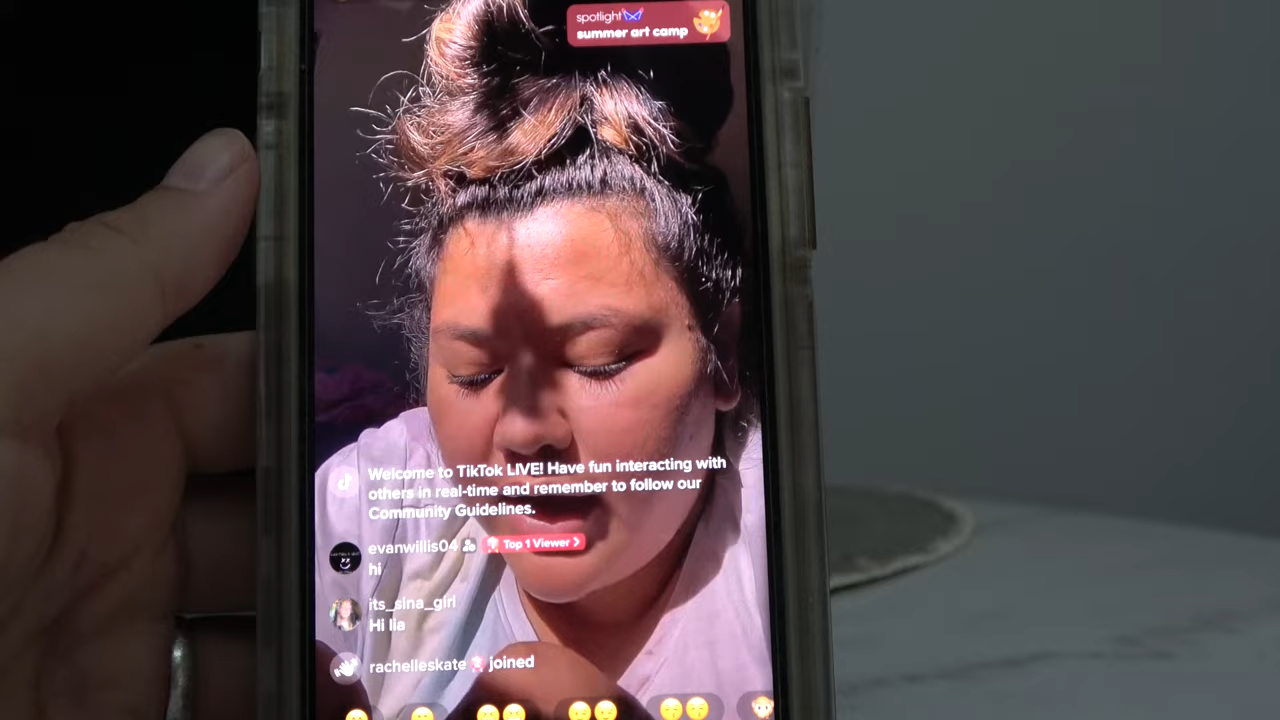 spotlight
summer art camp
Welcome to TikTok LIVE! Have fun interacting with
others in real-time and remember to follow our
Community Guidelines.
evanwillis04 Top 1 Viewer >
hi
its_sina_girl
Hi lia
rachelleskate joined